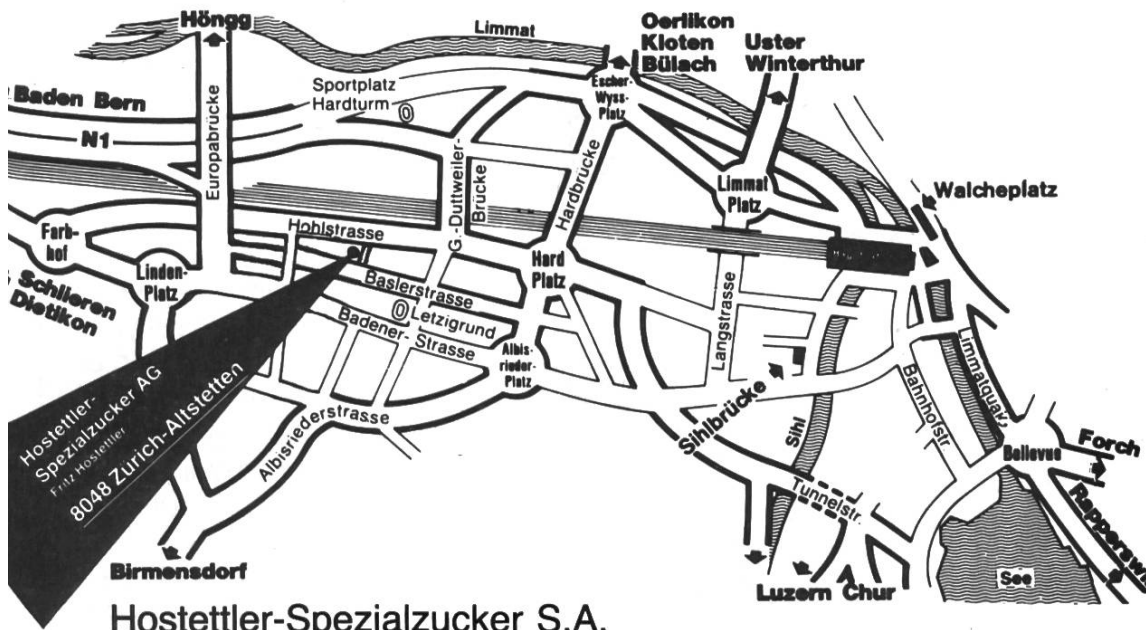 Höngg
Limmat
Oerlikon
Kloten
Bülach
Uster
Winterthur
Baden Bern
Sportplatz
Hardturm
Escher-
Wyss-
Platz
N1
Europabrücke
G.-Duttweiler-
Brücke
Hardbrücke
Limmat
Platz
Walcheplatz
Farb-
hof
Hohlstrasse
Linden-
Platz
Hard
Platz
Schlieren
Dietikon
Baslerstrasse
Letzigrund
Badener-Strasse
Langstrasse
Albis-
rieder-
Platz
Limmatquai
Bahnhofstr.
Sihlbrücke
Sihl
Albisriederstrasse
Hostettler-
Spezialzucker AG
Fritz Hostettler
8048 Zürich-Altstetten
Bellevue
Forch
Tunnelstr.
Birmensdorf
Luzern Chur
See
Hostettler-Spezialzucker S.A.